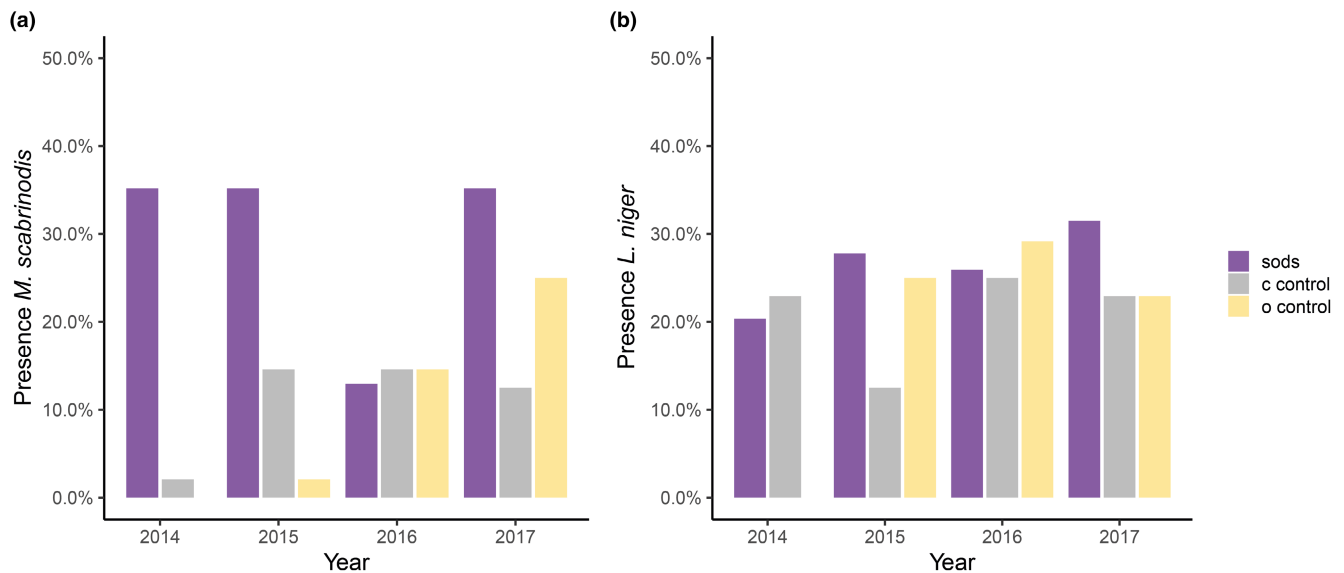 (a)
50.0%
40.0%
30.0%
20.0%
10.0%
0.0%
Presence M. scabrinodis
2014 2015 2016 2017
Year
(b)
50.0%
40.0%
30.0%
20.0%
10.0%
0.0%
Presence L. niger
2014 2015 2016 2017
Year
sods
c control
o control